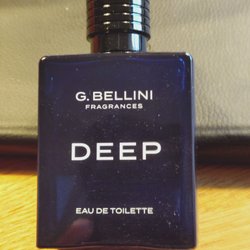 G. BELLINI
FRAGRANCES
DEEP
EAU DE TOILETTE